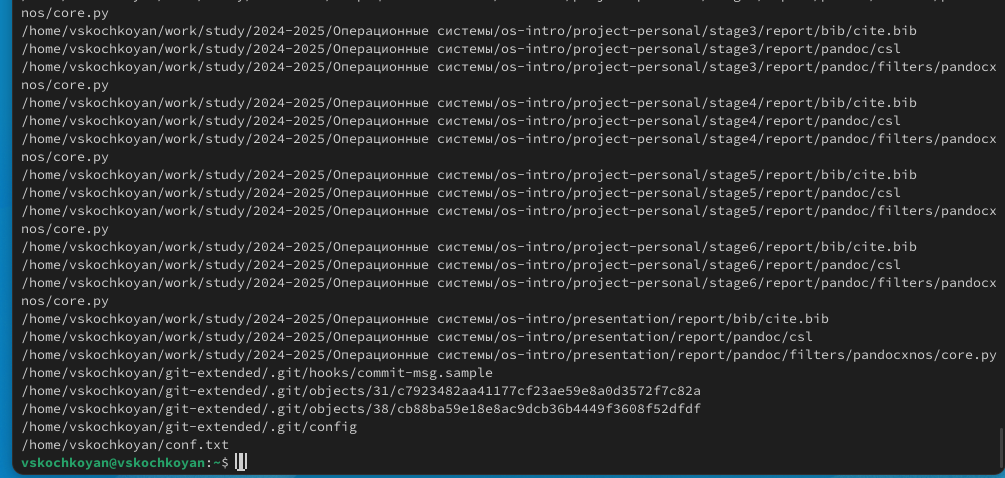 nos/core.py
/home/vskochkoyan/work/study/2024-2025/Операционные системы/os-intro/project-personal/stage3/report/bib/cite.bib
/home/vskochkoyan/work/study/2024-2025/Операционные системы/os-intro/project-personal/stage3/report/pandoc/csl
/home/vskochkoyan/work/study/2024-2025/Операционные системы/os-intro/project-personal/stage3/report/pandoc/filters/pandocx
nos/core.py
/home/vskochkoyan/work/study/2024-2025/Операционные системы/os-intro/project-personal/stage4/report/bib/cite.bib
/home/vskochkoyan/work/study/2024-2025/Операционные системы/os-intro/project-personal/stage4/report/pandoc/csl
/home/vskochkoyan/work/study/2024-2025/Операционные системы/os-intro/project-personal/stage4/report/pandoc/filters/pandocx
nos/core.py
/home/vskochkoyan/work/study/2024-2025/Операционные системы/os-intro/project-personal/stage5/report/bib/cite.bib
/home/vskochkoyan/work/study/2024-2025/Операционные системы/os-intro/project-personal/stage5/report/pandoc/csl
/home/vskochkoyan/work/study/2024-2025/Операционные системы/os-intro/project-personal/stage5/report/pandoc/filters/pandocx
nos/core.py
/home/vskochkoyan/work/study/2024-2025/Операционные системы/os-intro/project-personal/stage6/report/bib/cite.bib
/home/vskochkoyan/work/study/2024-2025/Операционные системы/os-intro/project-personal/stage6/report/pandoc/csl
/home/vskochkoyan/work/study/2024-2025/Операционные системы/os-intro/project-personal/stage6/report/pandoc/filters/pandocx
nos/core.py
/home/vskochkoyan/work/study/2024-2025/Операционные системы/os-intro/presentation/report/bib/cite.bib
/home/vskochkoyan/work/study/2024-2025/Операционные системы/os-intro/presentation/report/pandoc/csl
/home/vskochkoyan/work/study/2024-2025/Операционные системы/os-intro/presentation/report/pandoc/filters/pandocxnos/core.py
/home/vskochkoyan/git-extended/.git/hooks/commit-msg.sample
/home/vskochkoyan/git-extended/.git/objects/31/c7923482aa41177cf23ae59e8a0d3572f7c82a
/home/vskochkoyan/git-extended/.git/objects/38/cb88ba59e18e8ac9dcb36b4449f3608f52dfdf
/home/vskochkoyan/git-extended/.git/config
/home/vskochkoyan/conf.txt
vskochkoyan@vskochkoyan:~$